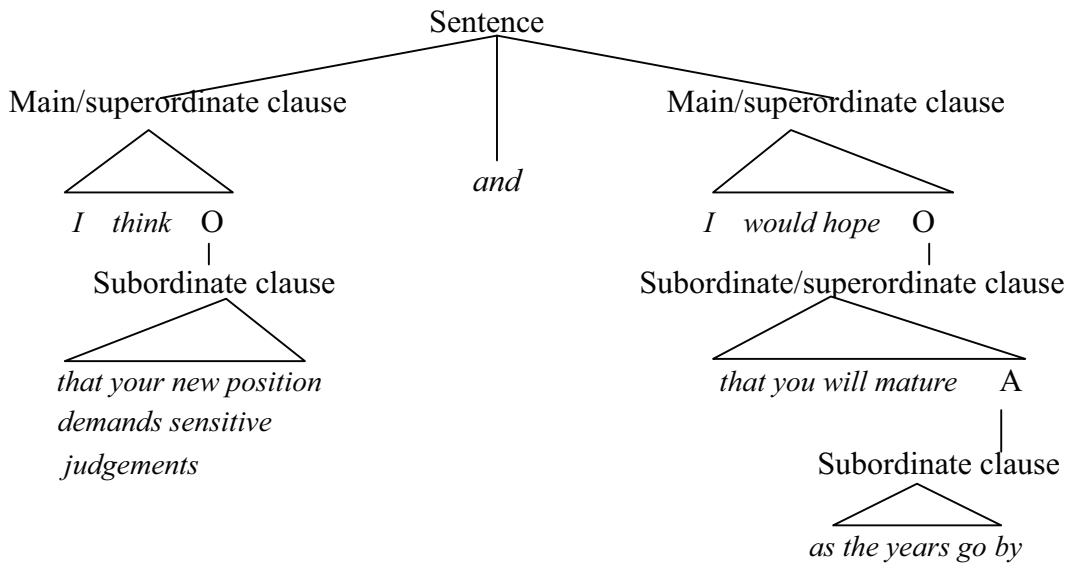 Sentence
Main/superordinate clause Main/superordinate clause
and
I think O I would hope O
Subordinate clause Subordinate/superordinate clause
that your new position that you will mature A
demands sensitive
judgements Subordinate clause
as the years go by